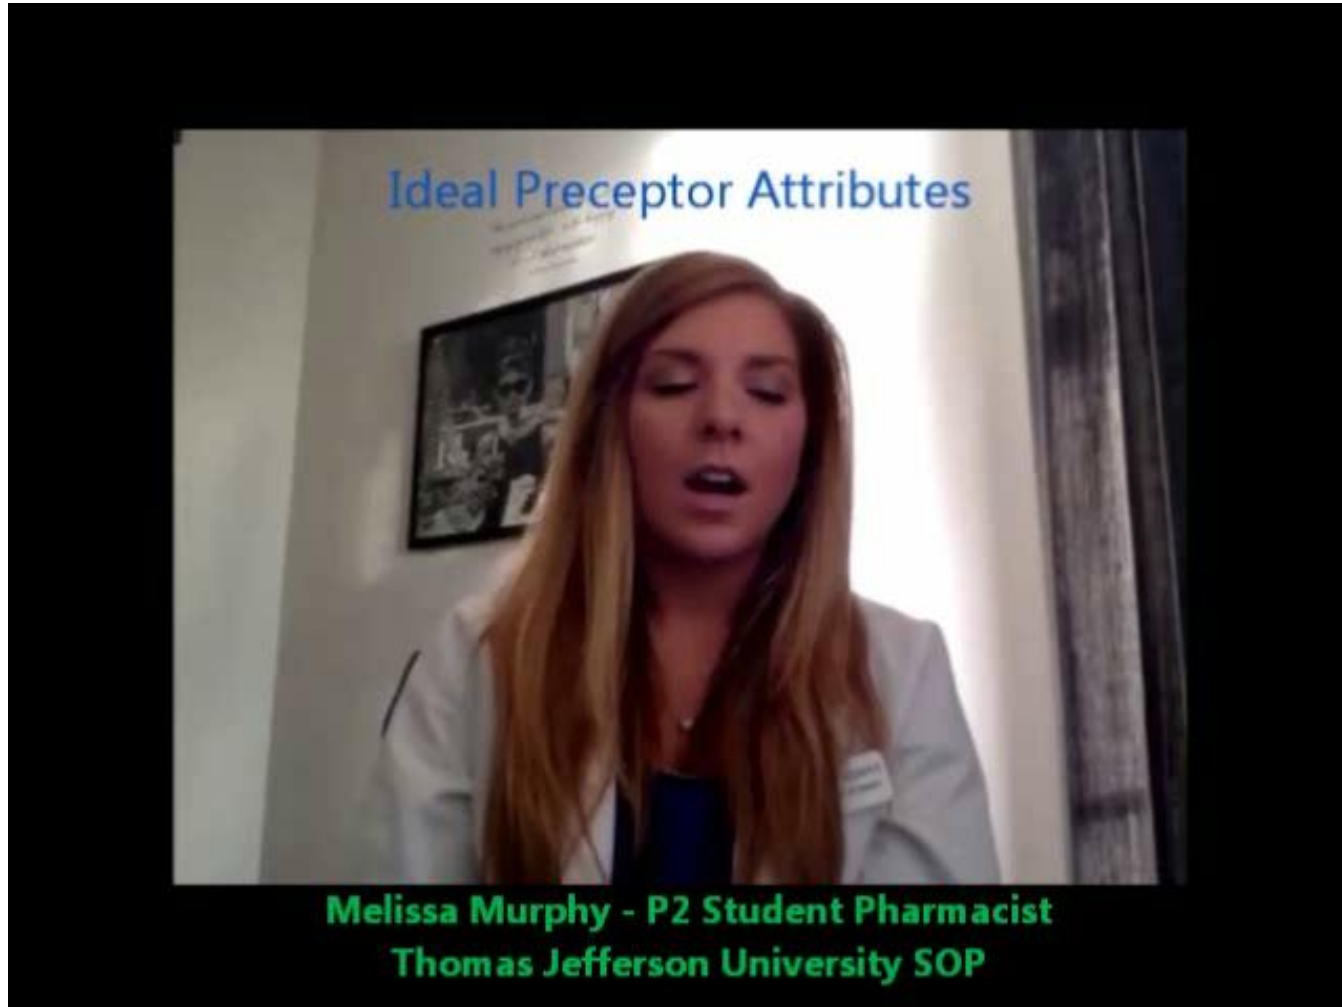 Ideal Preceptor Attributes
Melissa Murphy - P2 Student Pharmacist
Thomas Jefferson University SOP